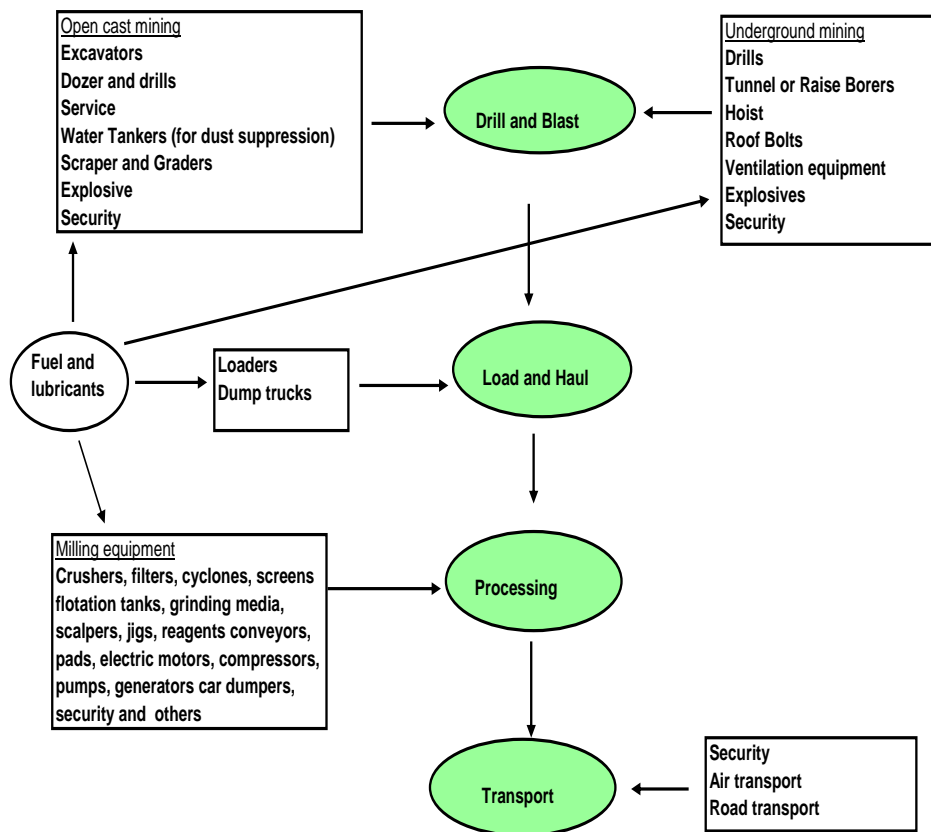 Open cast mining
Excavators
Dozer and drills
Service
Water Tankers (for dust suppression)
Scraper and Graders
Explosive
Security
Drill and Blast
Underground mining
Drills
Tunnel or Raise Borers
Hoist
Roof Bolts
Ventilation equipment
Explosives
Security
Fuel and
lubricants
Loaders
Dump trucks
Load and Haul
Milling equipment
Crushers, filters, cyclones, screens
flotation tanks, grinding media,
scalpers, jigs, reagents conveyors,
pads, electric motors, compressors,
pumps, generators car dumpers,
security and others
Processing
Transport
Security
Air transport
Road transport